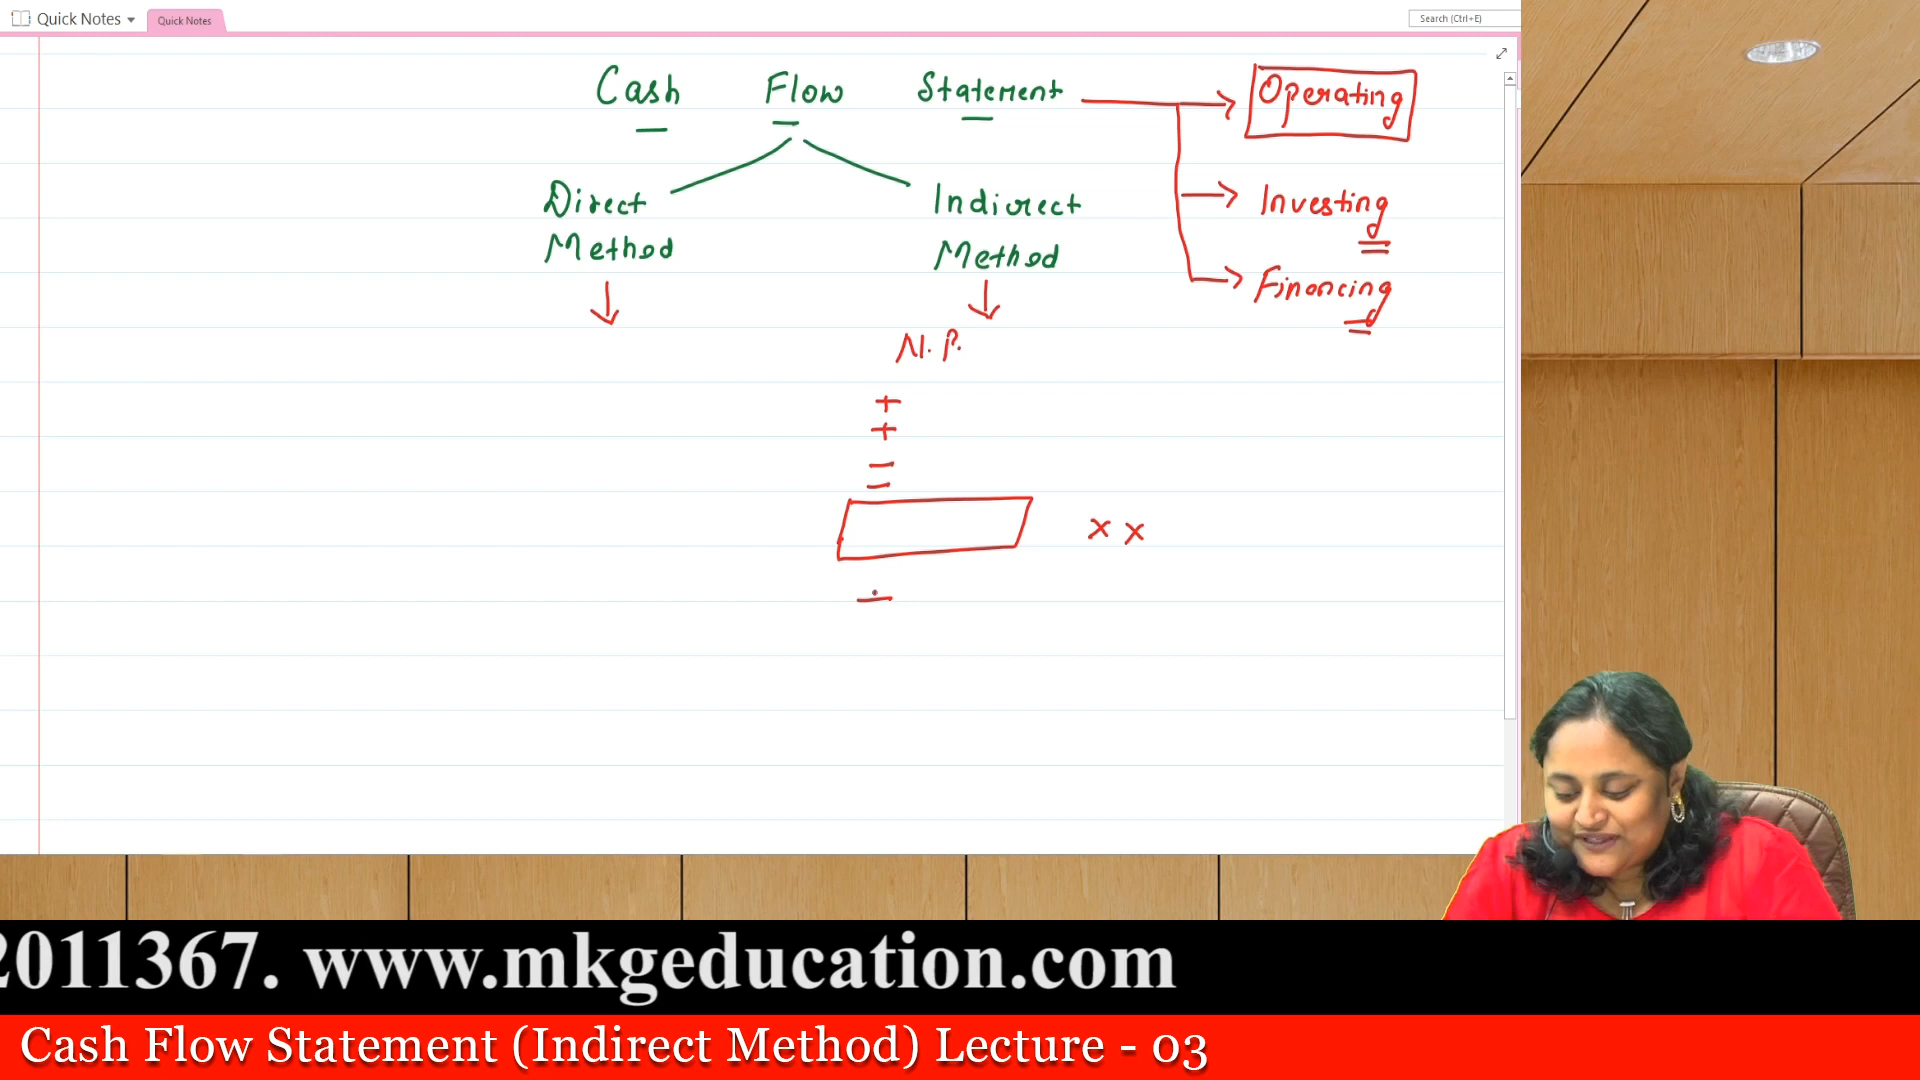 Quick Notes
Quick Notes
Search (Ctrl+E)
Cash Flow Statement
Operating
Investing
Financing
Direct Method
Indirect Method
N.P.
+
+
-
-
x x
2011367. www.mkgeducation.com
Cash Flow Statement (Indirect Method) Lecture - 03